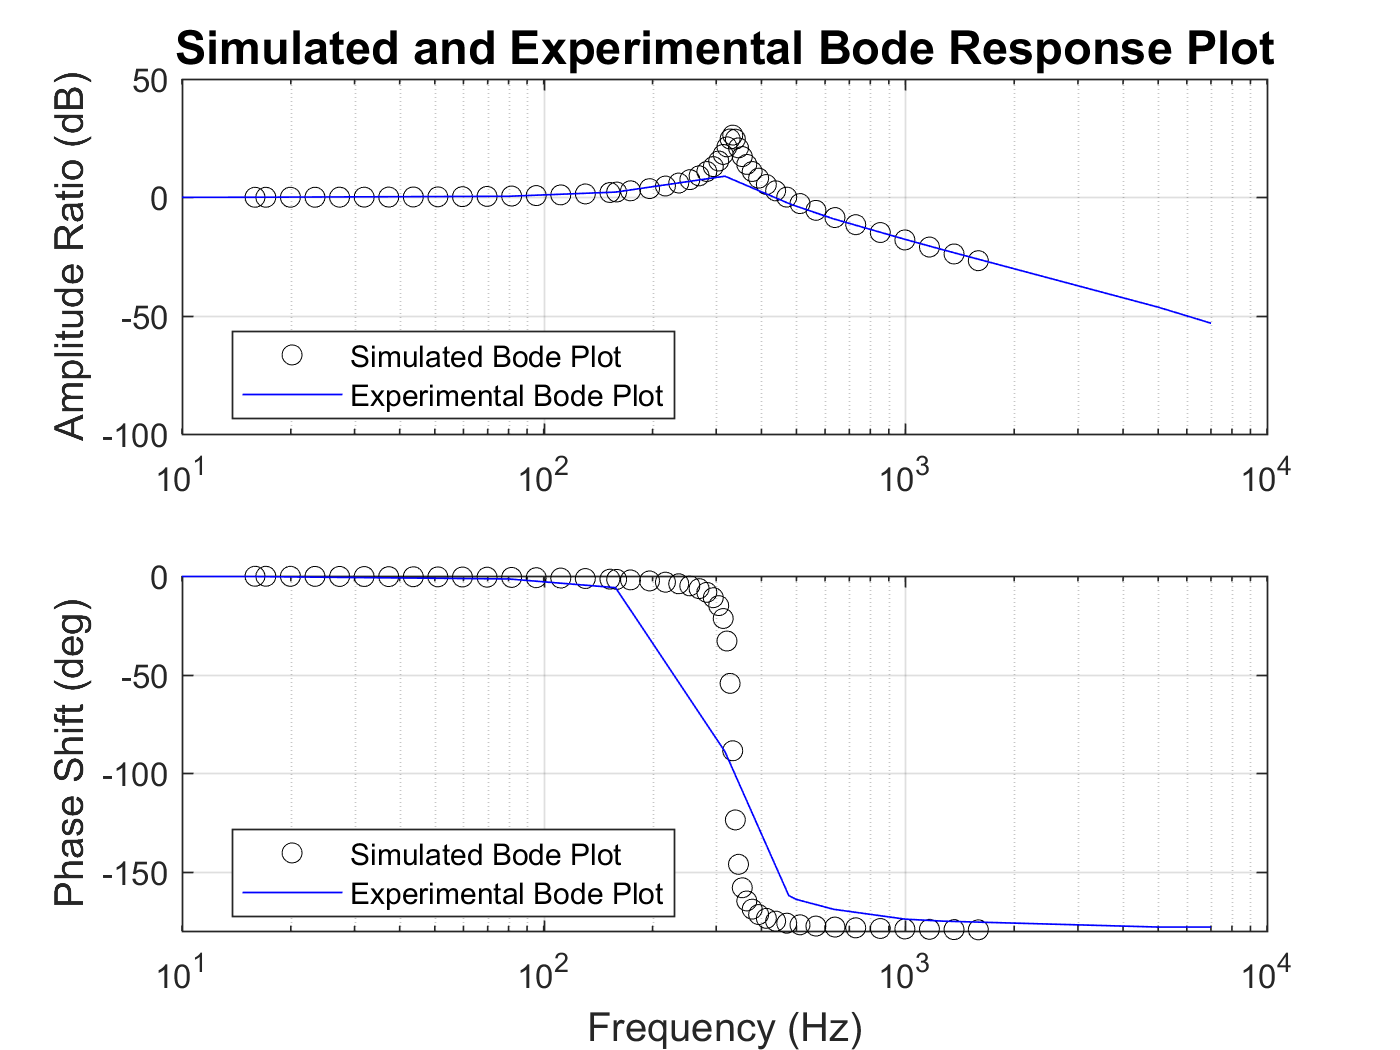 Simulated and Experimental Bode Response Plot
Amplitude Ratio (dB)
50
0
-50
-100
Simulated Bode Plot
Experimental Bode Plot
10^1 10^2 10^3 10^4
Phase Shift (deg)
0
-50
-100
-150
Simulated Bode Plot
Experimental Bode Plot
10^1 10^2 10^3 10^4
Frequency (Hz)